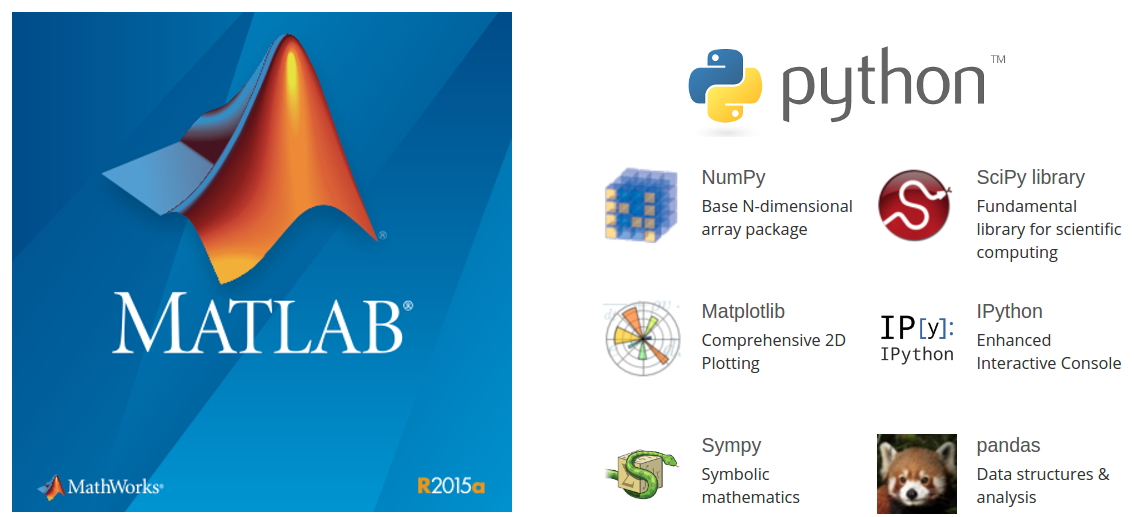 MATLAB®
MathWorks®
R2015a
python™
NumPy
Base N-dimensional
array package
SciPy library
Fundamental
library for scientific
computing
Matplotlib
Comprehensive 2D
Plotting
IP[y]:
IPython
IPython
Enhanced
Interactive Console
Sympy
Symbolic
mathematics
pandas
Data structures &
analysis